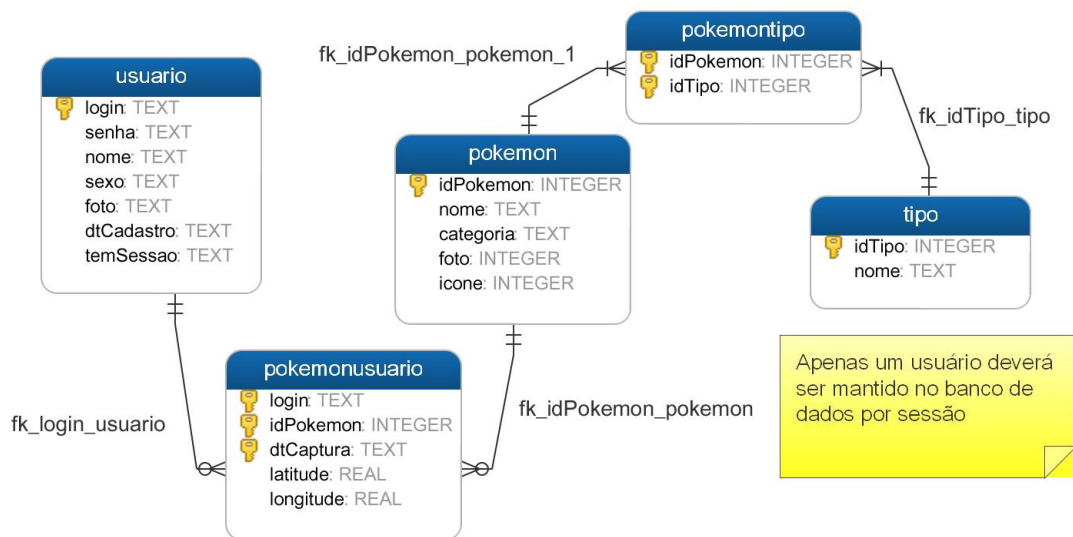 usuario
login: TEXT
senha: TEXT
nome: TEXT
sexo: TEXT
foto: TEXT
dtCadastro: TEXT
temSessao: TEXT
fk_idPokemon_pokemon_1
pokemontipo
idPokemon: INTEGER
idTipo: INTEGER
fk_idTipo_tipo
pokemon
idPokemon: INTEGER
nome: TEXT
categoria: TEXT
foto: INTEGER
icone: INTEGER
tipo
idTipo: INTEGER
nome: TEXT
fk_login_usuario
pokemonusuario
login: TEXT
idPokemon: INTEGER
dtCaptura: TEXT
latitude: REAL
longitude: REAL
fk_idPokemon_pokemon
Apenas um usuário deverá
ser mantido no banco de
dados por sessão